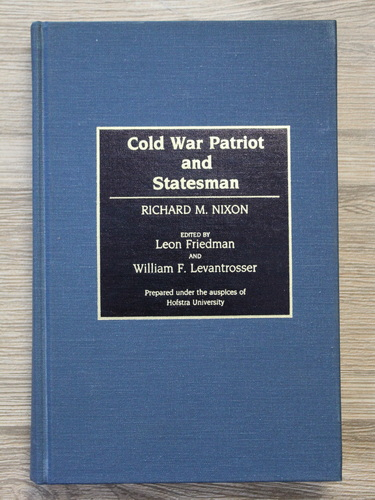 Cold War Patriot
and
Statesman
RICHARD M. NIXON
EDITED BY
Leon Friedman
AND
William F. Levantrosser
Prepared under the auspices of
Hofstra University